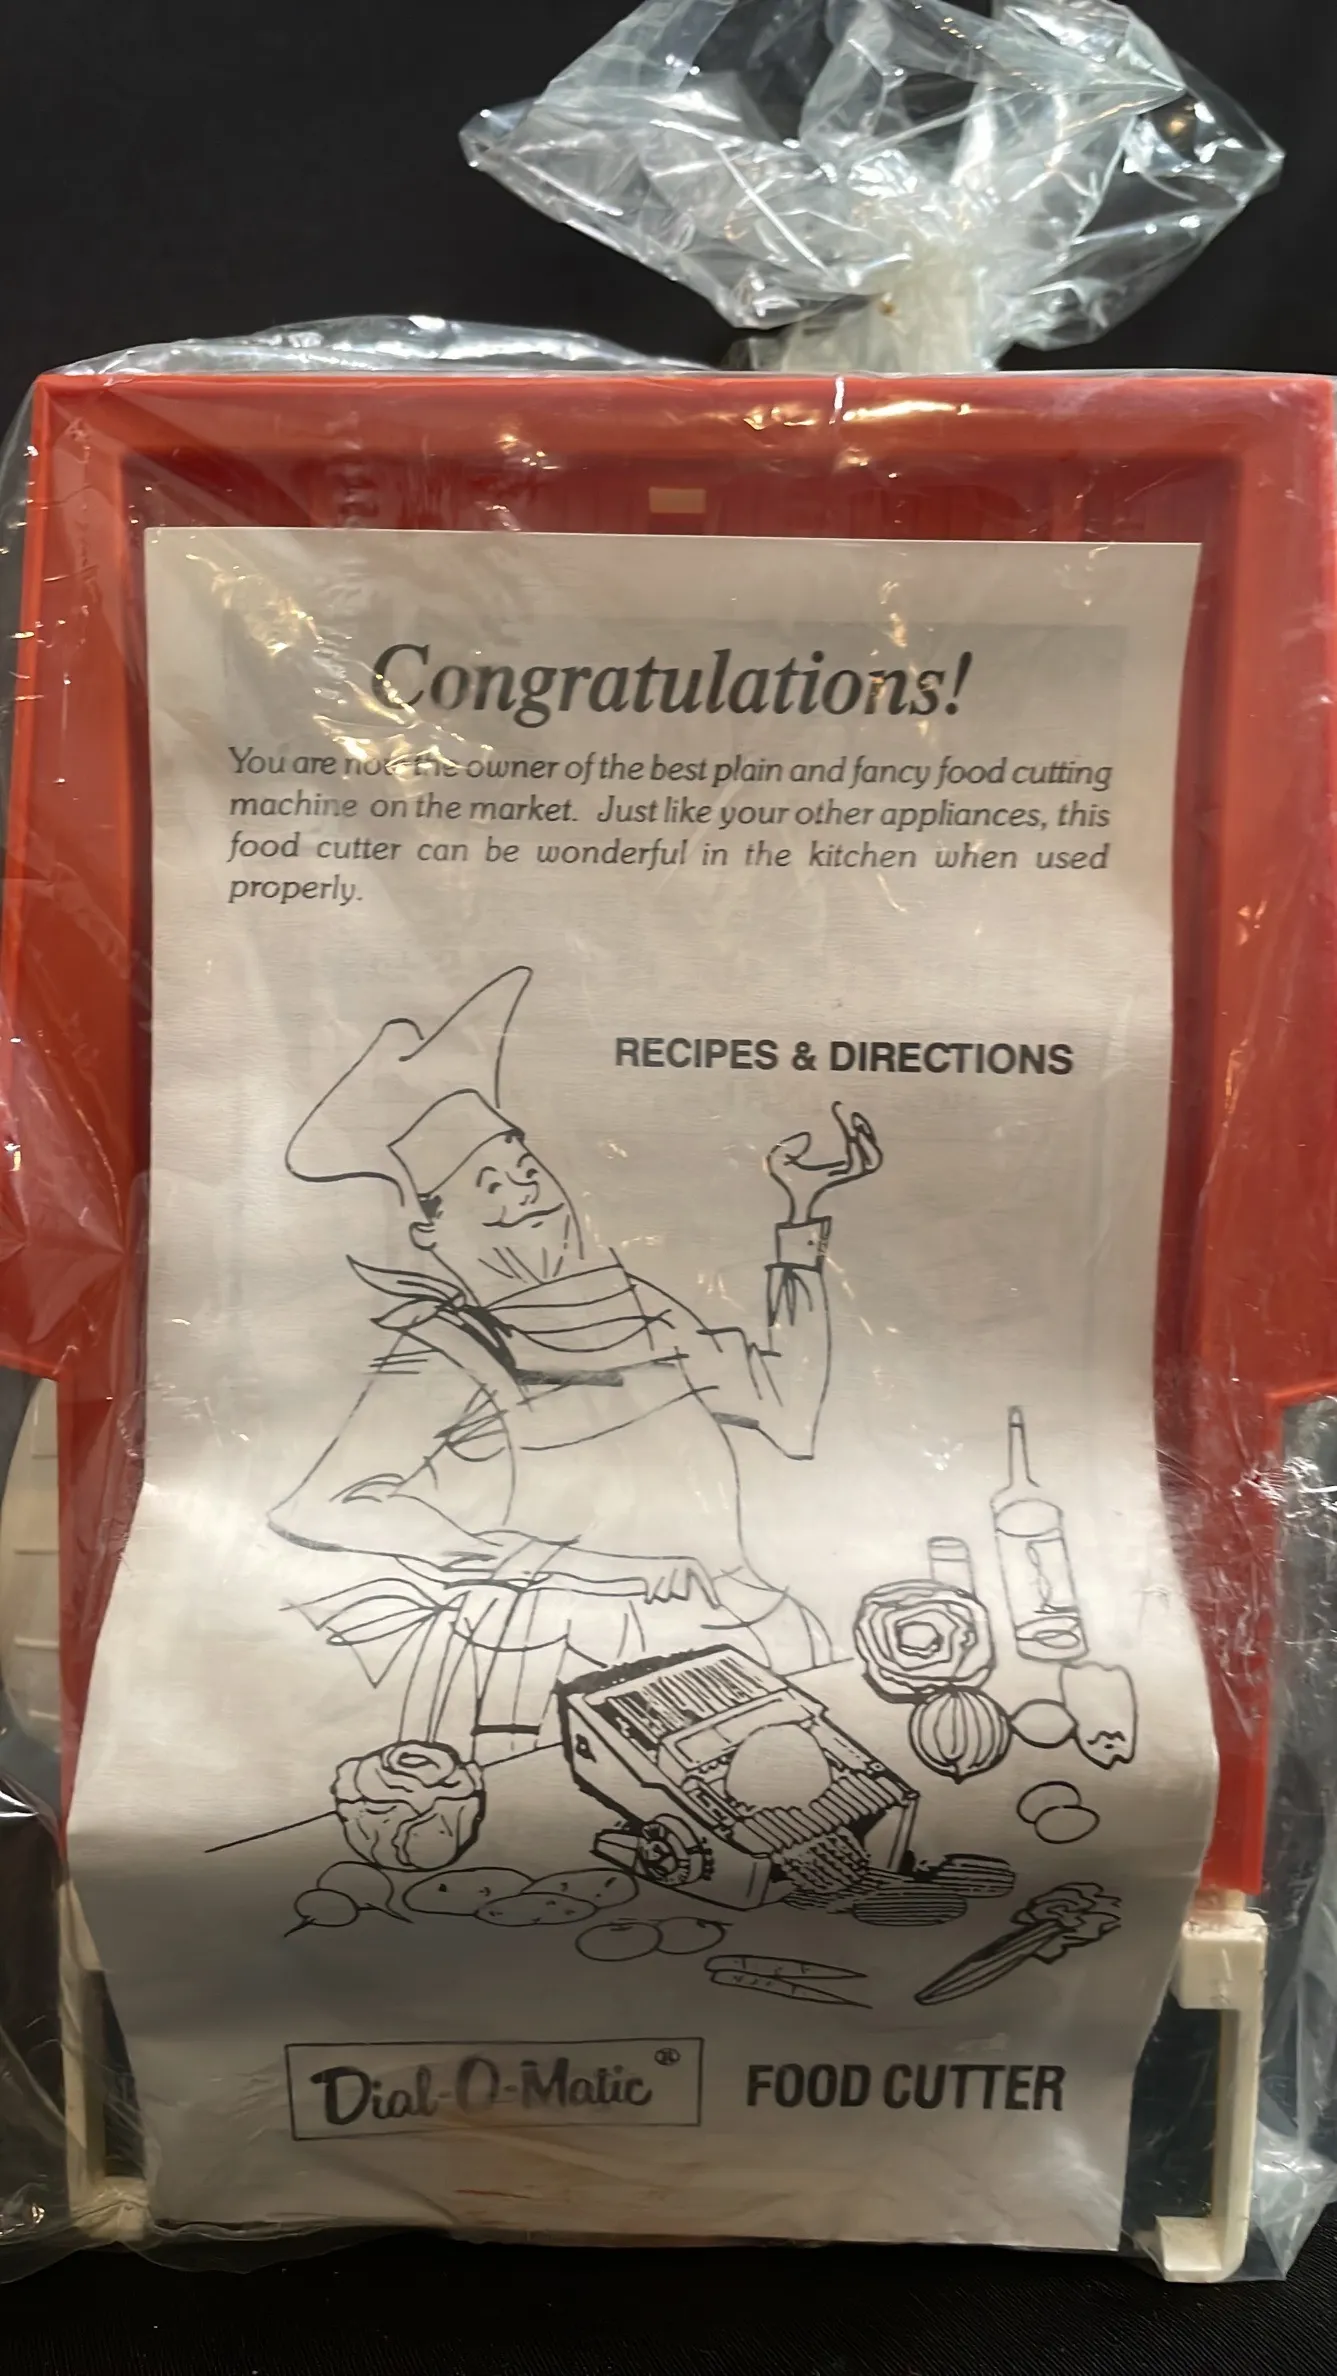 Congratulations!
You are now the owner of the best plain and fancy food cutting
machine on the market. Just like your other appliances, this
food cutter can be wonderful in the kitchen when used
properly.
RECIPES & DIRECTIONS
Dial-O-Matic®
FOOD CUTTER